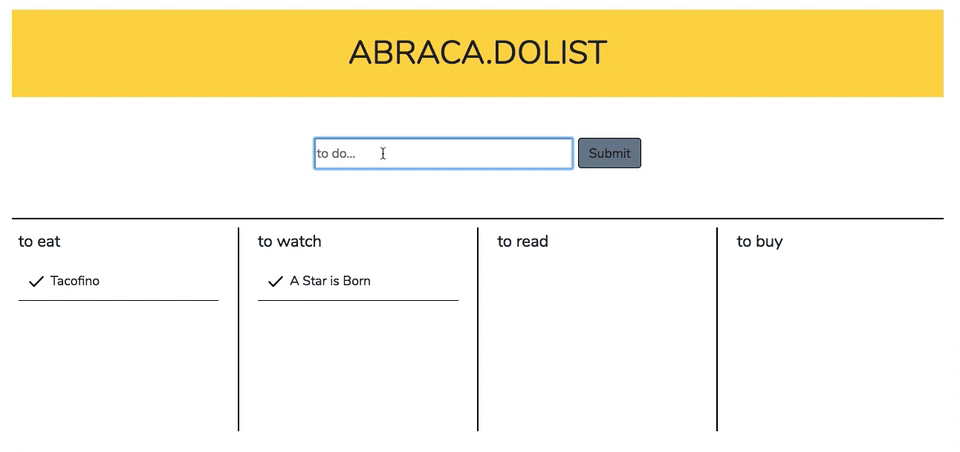 ABRACA.DOLIST
to do...
Submit
to eat
Tacofino
to watch
A Star is Born
to read
to buy